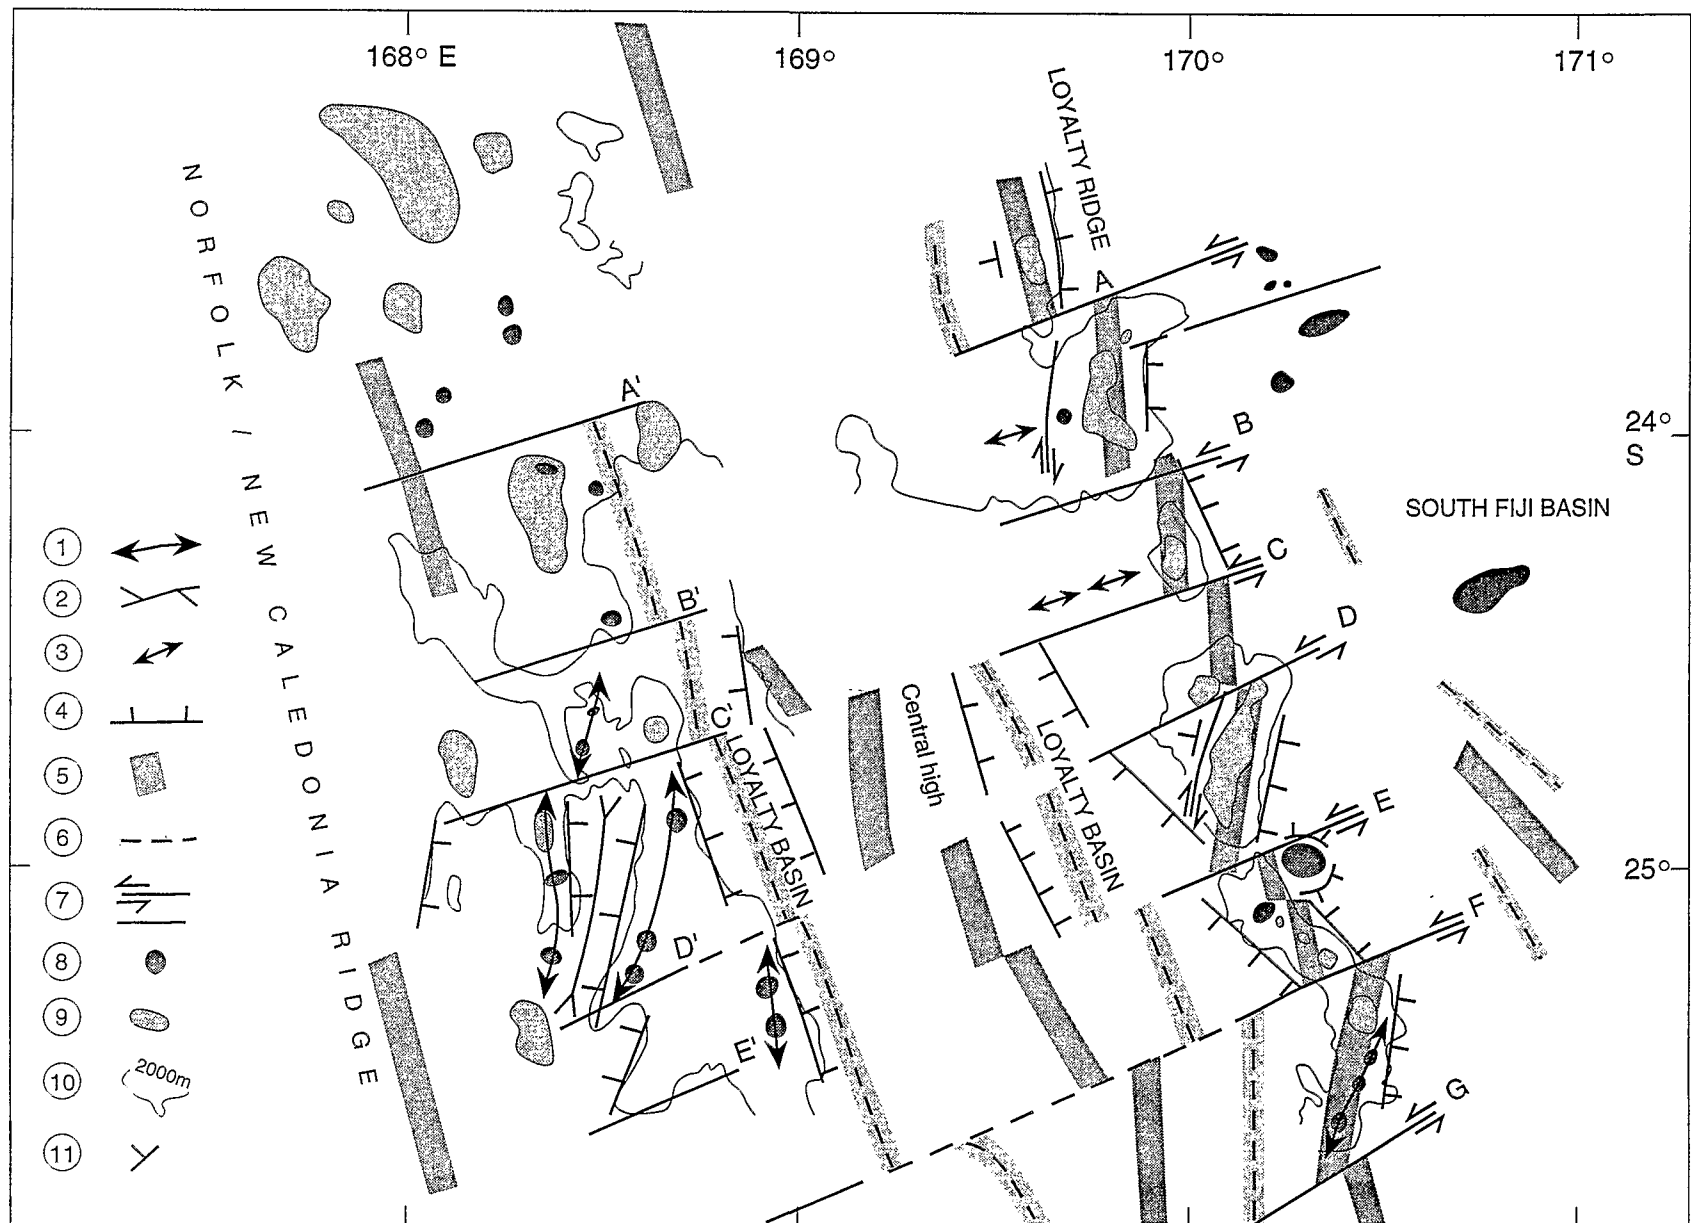 168° E
169°
170°
171°
LOYALTY RIDGE
NORFOLK / NEW CALEDONIA RIDGE
A
A'
B
24°
S
SOUTH FIJI BASIN
C
B'
D
1
2
3
4
5
6
7
8
9
10
2000m
11
C'
LOYALTY BASIN
Central high
LOYALTY BASIN
E
25°
F
D'
E'
G